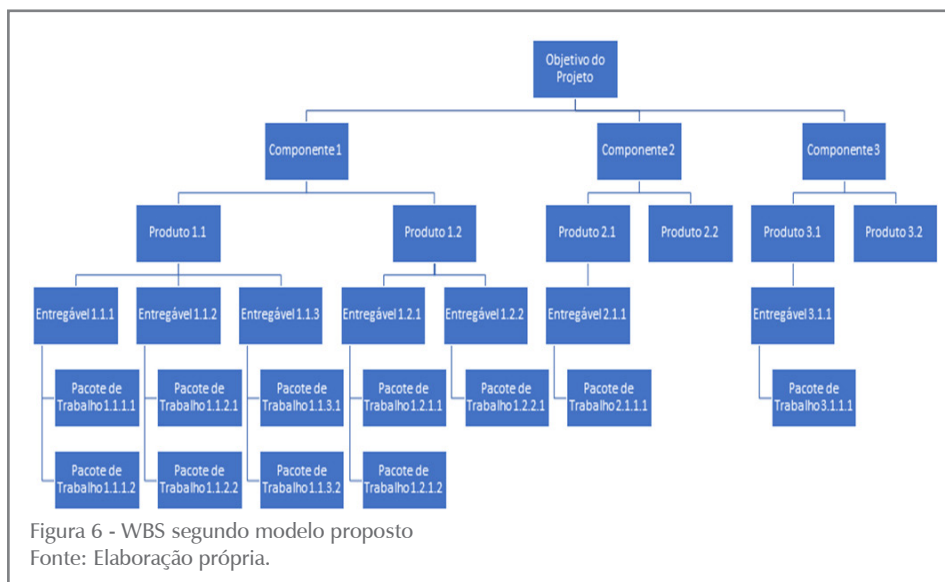 Objetivo do
Projeto
Componente 1
Componente 2
Componente 3
Produto 1.1
Produto 1.2
Produto 2.1
Produto 2.2
Produto 3.1
Produto 3.2
Entregável 1.1.1
Entregável 1.1.2
Entregável 1.1.3
Entregável 1.2.1
Entregável 1.2.2
Entregável 2.1.1
Entregável 3.1.1
Pacote de
Trabalho 1.1.1.1
Pacote de
Trabalho 1.1.2.1
Pacote de
Trabalho 1.1.3.1
Pacote de
Trabalho 1.2.1.1
Pacote de
Trabalho 1.2.2.1
Pacote de
Trabalho 2.1.1.1
Pacote de
Trabalho 3.1.1.1
Pacote de
Trabalho 1.1.1.2
Pacote de
Trabalho 1.1.2.2
Pacote de
Trabalho 1.1.3.2
Pacote de
Trabalho 1.2.1.2
Figura 6 - WBS segundo modelo proposto
Fonte: Elaboração própria.